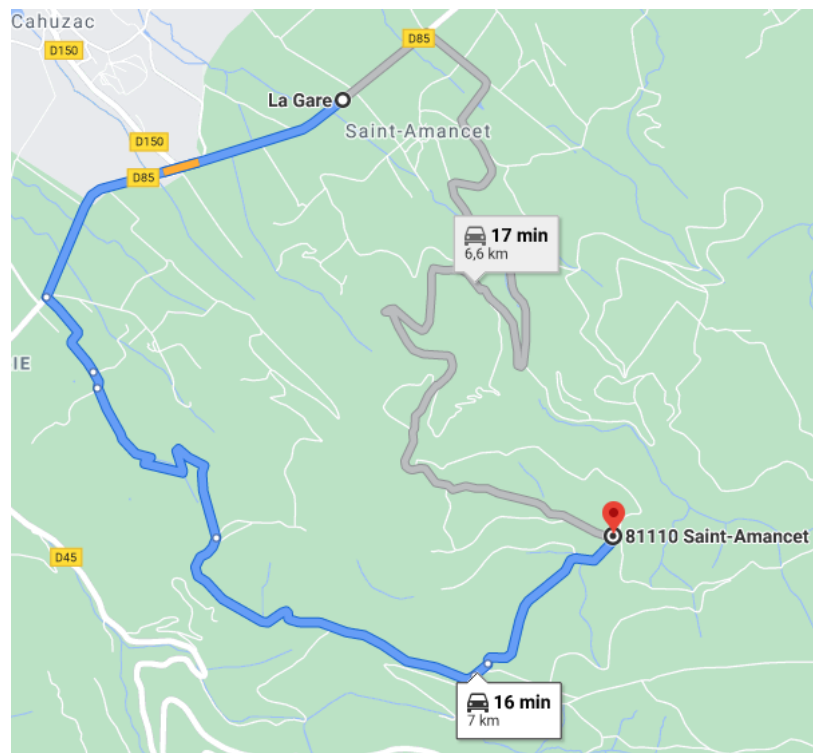 Cahuzac
D150
D85
La Gare
Saint-Amancet
D150
D85
17 min
6,6 km
IE
81110 Saint-Amancet
D45
16 min
7 km